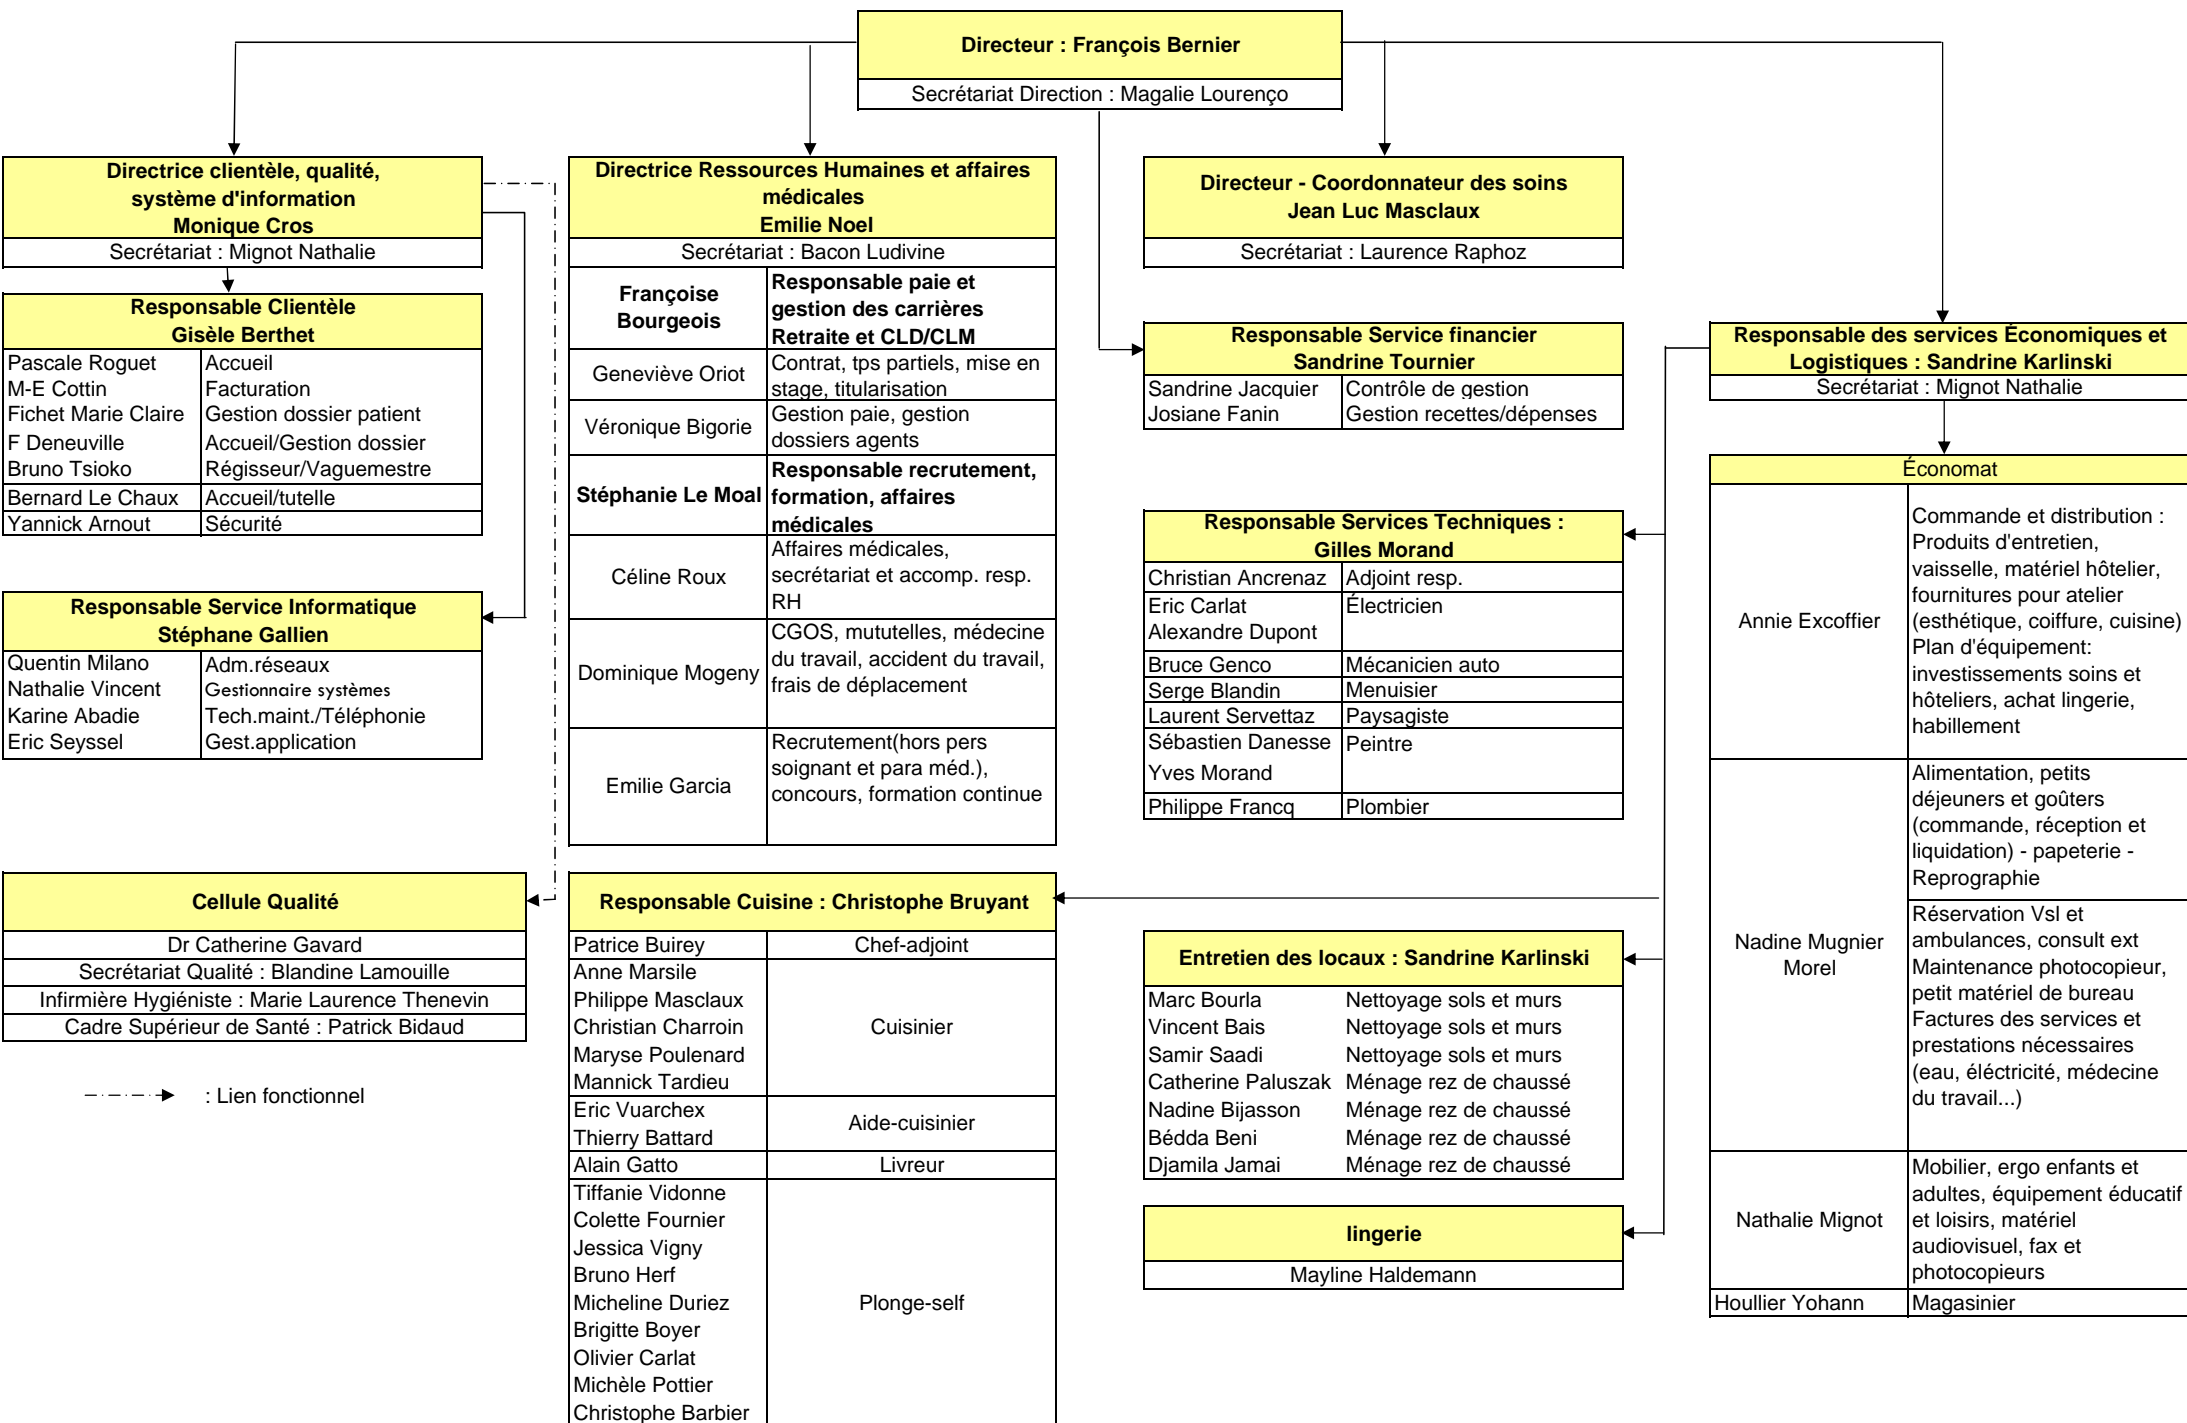 Directeur : François Bernier
Secrétariat Direction : Magalie Lourenço
Directrice clientèle, qualité,
système d'information
Monique Cros
Secrétariat : Mignot Nathalie
Responsable Clientèle
Gisèle Berthet
Pascale Roguet Accueil
M-E Cottin Facturation
Fichet Marie Claire Gestion dossier patient
F Deneuville Accueil/Gestion dossier
Bruno Tsioko Régisseur/Vaguemestre
Bernard Le Chaux Accueil/tutelle
Yannick Arnout Sécurité
Responsable Service Informatique
Stéphane Gallien
Quentin Milano Adm.réseaux
Nathalie Vincent Gestionnaire systèmes
Karine Abadie Tech.maint./Téléphonie
Eric Seyssel Gest.application
Cellule Qualité
Dr Catherine Gavard
Secrétariat Qualité : Blandine Lamouille
Infirmière Hygiéniste : Marie Laurence Thenevin
Cadre Supérieur de Santé : Patrick Bidaud
: Lien fonctionnel
Directrice Ressources Humaines et affaires
médicales
Emilie Noel
Secrétariat : Bacon Ludivine
Françoise
Bourgeois
Responsable paie et
gestion des carrières
Retraite et CLD/CLM
Geneviève Oriot
Contrat, tps partiels, mise en
stage, titularisation
Véronique Bigorie
Gestion paie, gestion
dossiers agents
Stéphanie Le Moal
Responsable recrutement,
formation, affaires
médicales
Céline Roux
Affaires médicales,
secrétariat et accomp. resp.
RH
Dominique Mogeny
CGOS, mututelles, médecine
du travail, accident du travail,
frais de déplacement
Emilie Garcia
Recrutement(hors pers
soignant et para méd.),
concours, formation continue
Responsable Cuisine : Christophe Bruyant
Patrice Buirey Chef-adjoint
Anne Marsile
Philippe Masclaux
Christian Charroin Cuisinier
Maryse Poulenard
Mannick Tardieu
Eric Vuarchex
Thierry Battard
Aide-cuisinier
Alain Gatto Livreur
Tiffanie Vidonne
Colette Fournier
Jessica Vigny
Bruno Herf
Micheline Duriez Plonge-self
Brigitte Boyer
Olivier Carlat
Michèle Pottier
Christophe Barbier
Directeur - Coordonnateur des soins
Jean Luc Masclaux
Secrétariat : Laurence Raphoz
Responsable Service financier
Sandrine Tournier
Sandrine Jacquier Contrôle de gestion
Josiane Fanin Gestion recettes/dépenses
Responsable Services Techniques :
Gilles Morand
Christian Ancrenaz Adjoint resp.
Eric Carlat Électricien
Alexandre Dupont
Bruce Genco Mécanicien auto
Serge Blandin Menuisier
Laurent Servettaz Paysagiste
Sébastien Danesse Peintre
Yves Morand
Philippe Francq Plombier
Entretien des locaux : Sandrine Karlinski
Marc Bourla Nettoyage sols et murs
Vincent Bais Nettoyage sols et murs
Samir Saadi Nettoyage sols et murs
Catherine Paluszak Ménage rez de chaussé
Nadine Bijasson Ménage rez de chaussé
Bédda Beni Ménage rez de chaussé
Djamila Jamai Ménage rez de chaussé
lingerie
Mayline Haldemann
Responsable des services Économiques et
Logistiques : Sandrine Karlinski
Secrétariat : Mignot Nathalie
Économat
Annie Excoffier
Commande et distribution :
Produits d'entretien,
vaisselle, matériel hôtelier,
fournitures pour atelier
(esthétique, coiffure, cuisine)
Plan d'équipement:
investissements soins et
hôteliers, achat lingerie,
habillement
Nadine Mugnier
Morel
Alimentation, petits
déjeuners et goûters
(commande, réception et
liquidation) - papeterie -
Reprographie
Réservation Vsl et
ambulances, consult ext
Maintenance photocopieur,
petit matériel de bureau
Factures des services et
prestations nécessaires
(eau, éléctricité, médecine
du travail...)
Nathalie Mignot
Mobilier, ergo enfants et
adultes, équipement éducatif
et loisirs, matériel
audiovisuel, fax et
photocopieurs
Houllier Yohann Magasinier